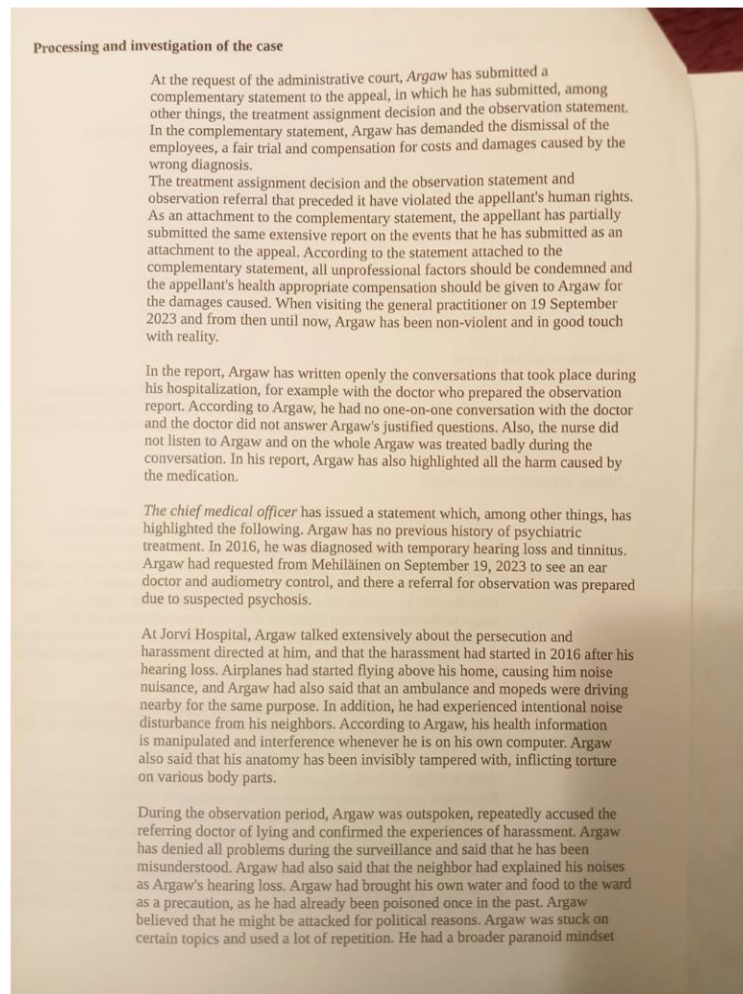 Processing and investigation of the case
At the request of the administrative court, Argaw has submitted a
complementary statement to the appeal, in which he has submitted, among
other things, the treatment assignment decision and the observation statement.
In the complementary statement, Argaw has demanded the dismissal of the
employees, a fair trial and compensation for costs and damages caused by the
wrong diagnosis.
The treatment assignment decision and the observation statement and
observation referral that preceded it have violated the appellant's human rights.
As an attachment to the complementary statement, the appellant has partially
submitted the same extensive report on the events that he has submitted as an
attachment to the appeal. According to the statement attached to the
complementary statement, all unprofessional factors should be condemned and
the appellant's health appropriate compensation should be given to Argaw for
the damages caused. When visiting the general practitioner on 19 September
2023 and from then until now, Argaw has been non-violent and in good touch
with reality.
In the report, Argaw has written openly the conversations that took place during
his hospitalization, for example with the doctor who prepared the observation
report. According to Argaw, he had no one-on-one conversation with the doctor
and the doctor did not answer Argaw's justified questions. Also, the nurse did
not listen to Argaw and on the whole Argaw was treated badly during the
conversation. In his report, Argaw has also highlighted all the harm caused by
the medication.
The chief medical officer has issued a statement which, among other things, has
highlighted the following. Argaw has no previous history of psychiatric
treatment. In 2016, he was diagnosed with temporary hearing loss and tinnitus.
Argaw had requested from Mehiläinen on September 19, 2023 to see an ear
doctor and audiometry control, and there a referral for observation was prepared
due to suspected psychosis.
At Jorvi Hospital, Argaw talked extensively about the persecution and
harassment directed at him, and that the harassment had started in 2016 after his
hearing loss. Airplanes had started flying above his home, causing him noise
nuisance, and Argaw had also said that an ambulance and mopeds were driving
nearby for the same purpose. In addition, he had experienced intentional noise
disturbance from his neighbors. According to Argaw, his health information
is manipulated and interference whenever he is on his own computer. Argaw
also said that his anatomy has been invisibly tampered with, inflicting torture
on various body parts.
During the observation period, Argaw was outspoken, repeatedly accused the
referring doctor of lying and confirmed the experiences of harassment. Argaw
has denied all problems during the surveillance and said that he has been
misunderstood. Argaw had also said that the neighbor had explained his noises
as Argaw's hearing loss. Argaw had brought his own water and food to the ward
as a precaution, as he had already been poisoned once in the past. Argaw
believed that he might be attacked for political reasons. Argaw was stuck on
certain topics and used a lot of repetition. He had a broader paranoid mindset